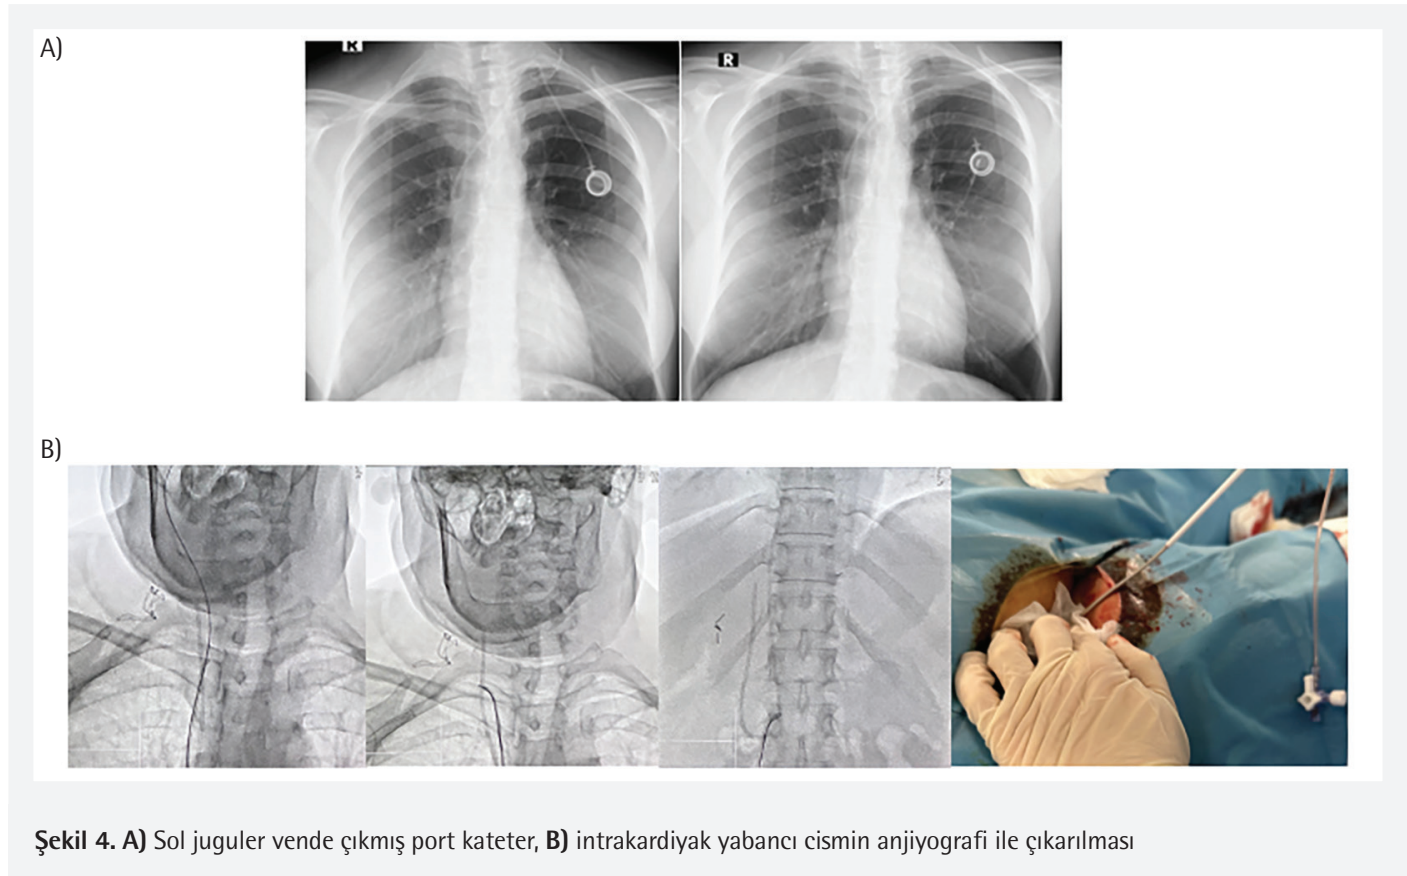 A)
R
R
B)
Şekil 4. A) Sol juguler vende çıkmış port kateter, B) intrakardiyak yabancı cismin anjiyografi ile çıkarılması